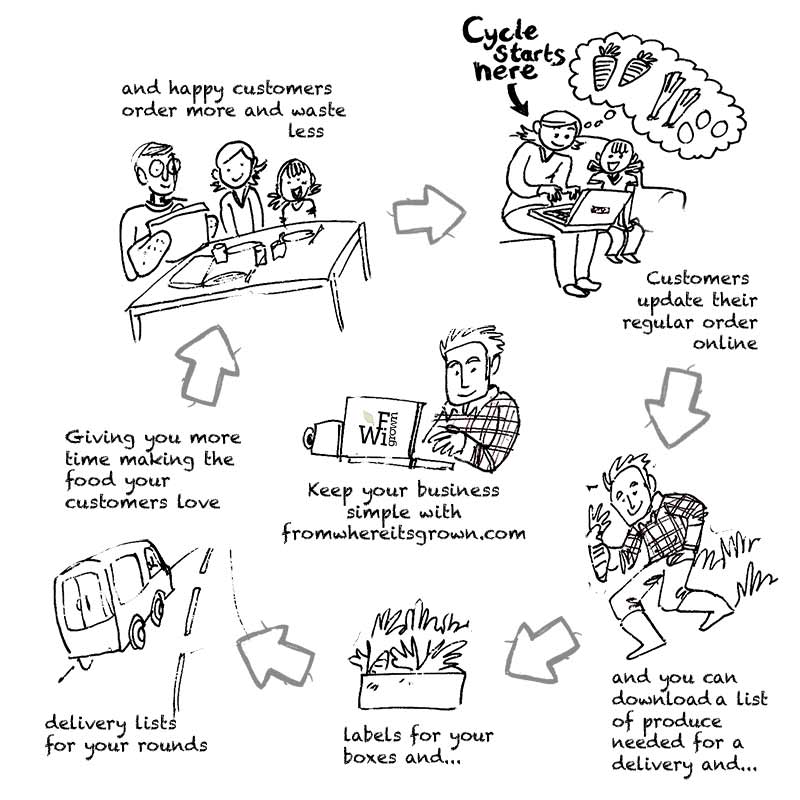 Cycle
starts
here
Customers
update their
regular order
online
and you can
download a list
of produce
needed for a
delivery and...
labels for your
boxes and...
delivery lists
for your rounds
Giving you more
time making the
food your
customers love
and happy customers
order more and waste
less
FWi
grown
Keep your business
simple with
fromwhereitsgrown.com